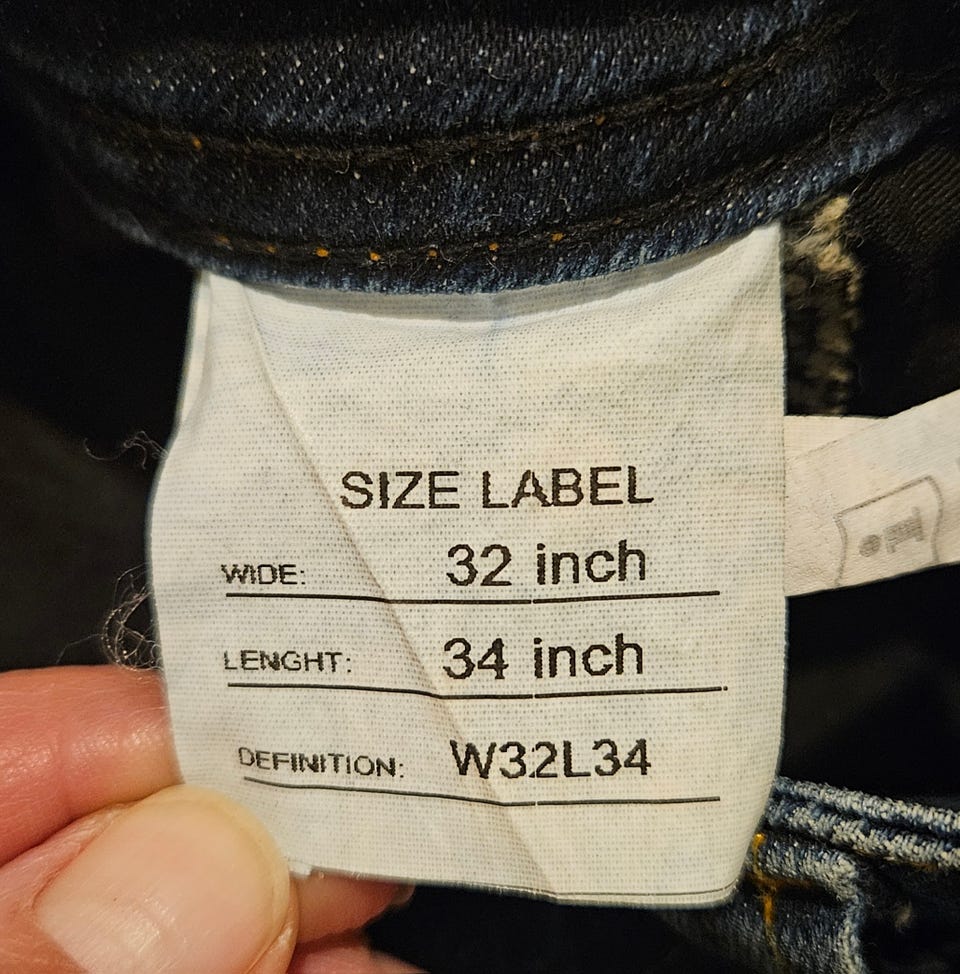 SIZE LABEL
WIDE: 32 inch
LENGHT: 34 inch
DEFINITION: W32L34